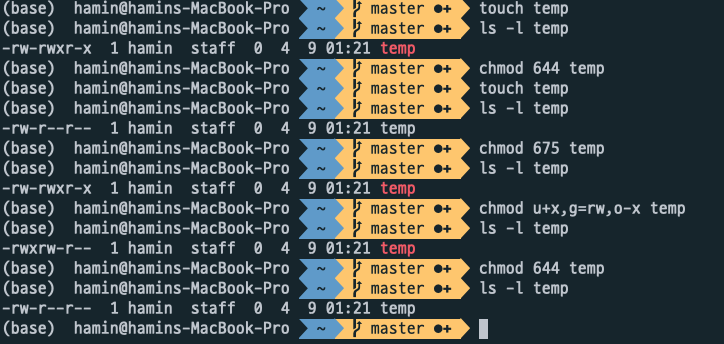 (base) hamin@hamins-MacBook-Pro ~ master ●+ touch temp
(base) hamin@hamins-MacBook-Pro ~ master ●+ ls -l temp
-rw-rwxr-x 1 hamin staff 0 4 9 01:21 temp
(base) hamin@hamins-MacBook-Pro ~ master ●+ chmod 644 temp
(base) hamin@hamins-MacBook-Pro ~ master ●+ touch temp
(base) hamin@hamins-MacBook-Pro ~ master ●+ ls -l temp
-rw-r--r-- 1 hamin staff 0 4 9 01:21 temp
(base) hamin@hamins-MacBook-Pro ~ master ●+ chmod 675 temp
(base) hamin@hamins-MacBook-Pro ~ master ●+ ls -l temp
-rw-rwxr-x 1 hamin staff 0 4 9 01:21 temp
(base) hamin@hamins-MacBook-Pro ~ master ●+ chmod u+x,g=rw,o-x temp
(base) hamin@hamins-MacBook-Pro ~ master ●+ ls -l temp
-rwxrw-r-- 1 hamin staff 0 4 9 01:21 temp
(base) hamin@hamins-MacBook-Pro ~ master ●+ chmod 644 temp
(base) hamin@hamins-MacBook-Pro ~ master ●+ ls -l temp
-rw-r--r-- 1 hamin staff 0 4 9 01:21 temp
(base) hamin@hamins-MacBook-Pro ~ master ●+